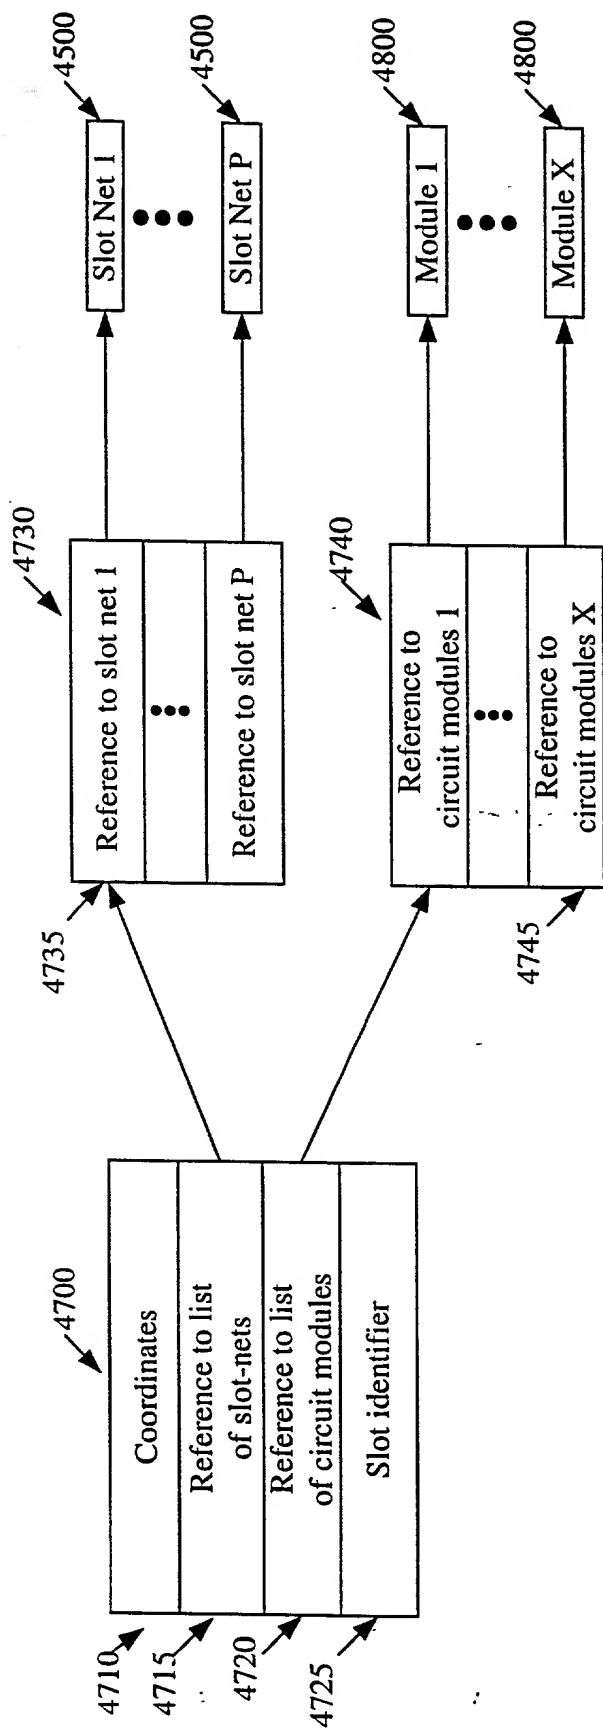 4700
4710
Coordinates
4715
Reference to list
of slot-nets
4720
Reference to list
of circuit modules
4725
Slot identifier
4730
4735
Reference to slot net 1
Reference to slot net P
4740
Reference to
circuit modules 1
Reference to
circuit modules X
4745
4500
Slot Net 1
4500
Slot Net P
4800
Module 1
4800
Module X